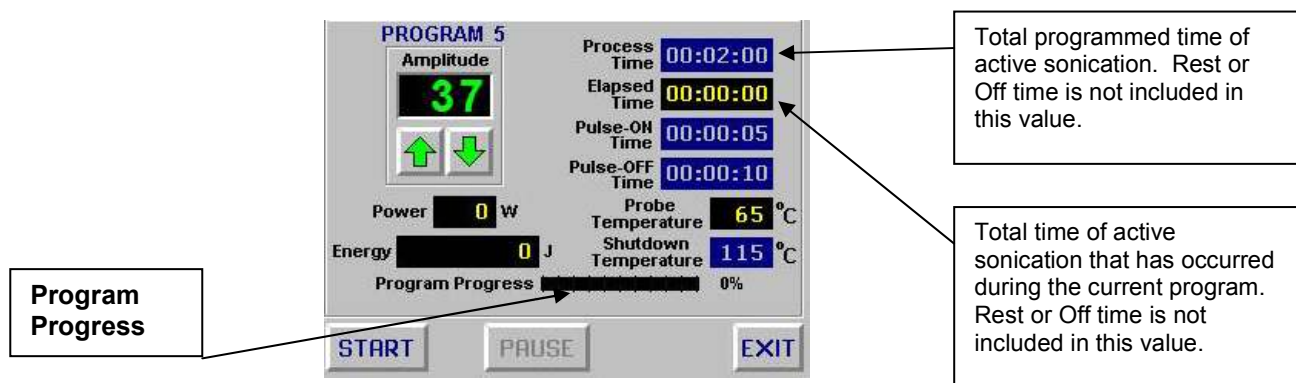 PROGRAM 5
Amplitude
37
Process
Time 00:02:00
Elapsed
Time 00:00:00
Pulse-ON
Time 00:00:05
Pulse-OFF
Time 00:00:10
Power 0 W
Probe
Temperature 65 °C
Energy 0 J
Shutdown
Temperature 115 °C
Program Progress 0%
START PAUSE EXIT
Program
Progress
Total programmed time of
active sonication. Rest or
Off time is not included in
this value.
Total time of active
sonication that has occurred
during the current program.
Rest or Off time is not
included in this value.